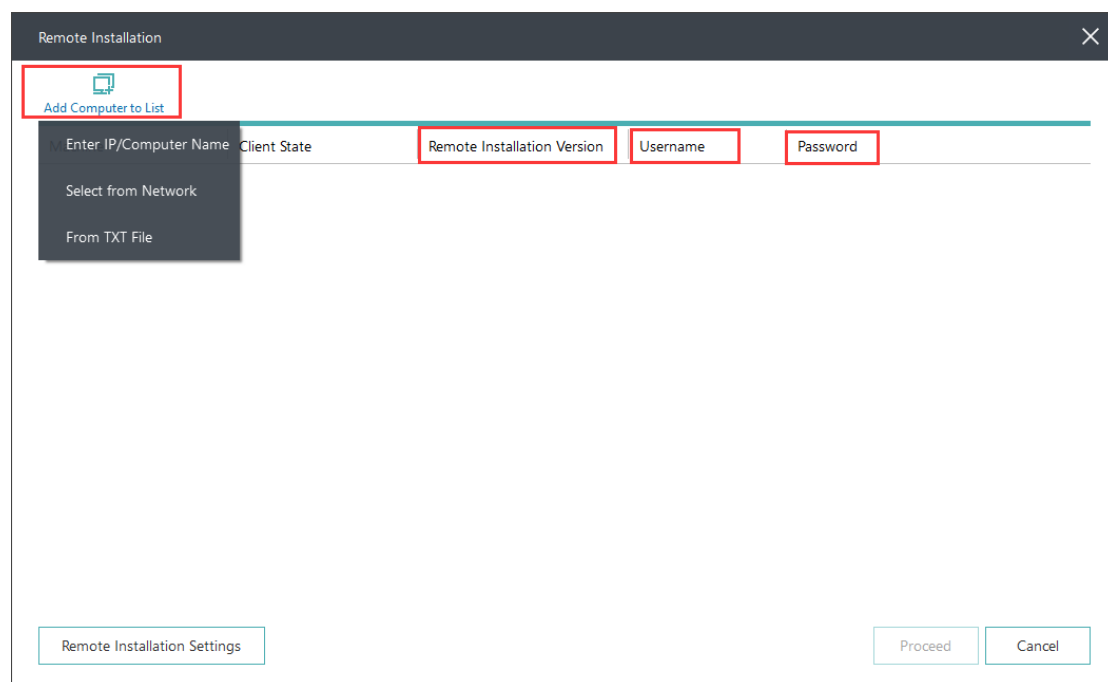 Remote Installation
Add Computer to List
Enter IP/Computer Name
Client State
Remote Installation Version
Username
Password
Select from Network
From TXT File
Remote Installation Settings
Proceed
Cancel